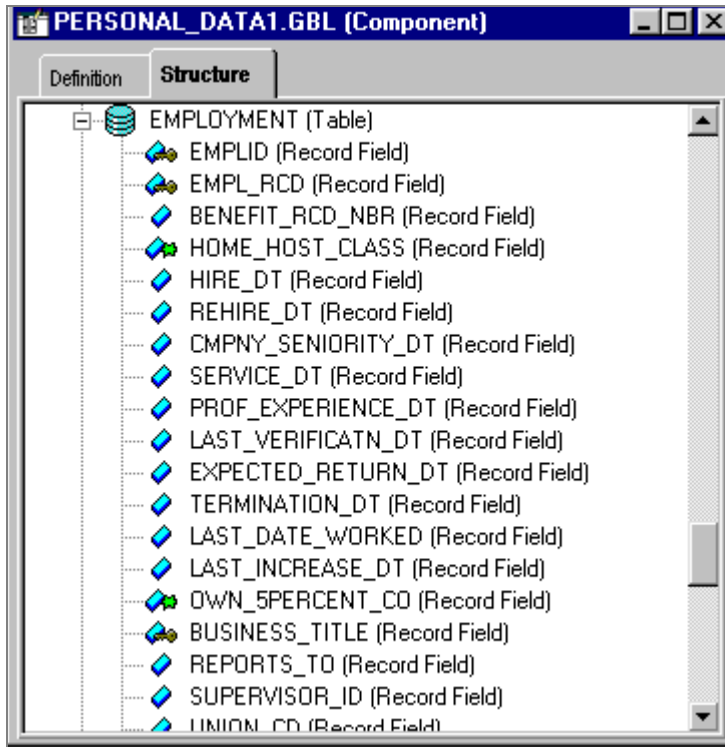 PERSONAL_DATA1.GBL (Component)
Definition
Structure
EMPLOYMENT (Table)
EMPLID (Record Field)
EMPL_RCD (Record Field)
BENEFIT_RCD_NBR (Record Field)
HOME_HOST_CLASS (Record Field)
HIRE_DT (Record Field)
REHIRE_DT (Record Field)
CMPNY_SENIORITY_DT (Record Field)
SERVICE_DT (Record Field)
PROF_EXPERIENCE_DT (Record Field)
LAST_VERIFICATN_DT (Record Field)
EXPECTED_RETURN_DT (Record Field)
TERMINATION_DT (Record Field)
LAST_DATE_WORKED (Record Field)
LAST_INCREASE_DT (Record Field)
OWN_5PERCENT_CO (Record Field)
BUSINESS_TITLE (Record Field)
REPORTS_TO (Record Field)
SUPERVISOR_ID (Record Field)
UNION_CD (Record Field)